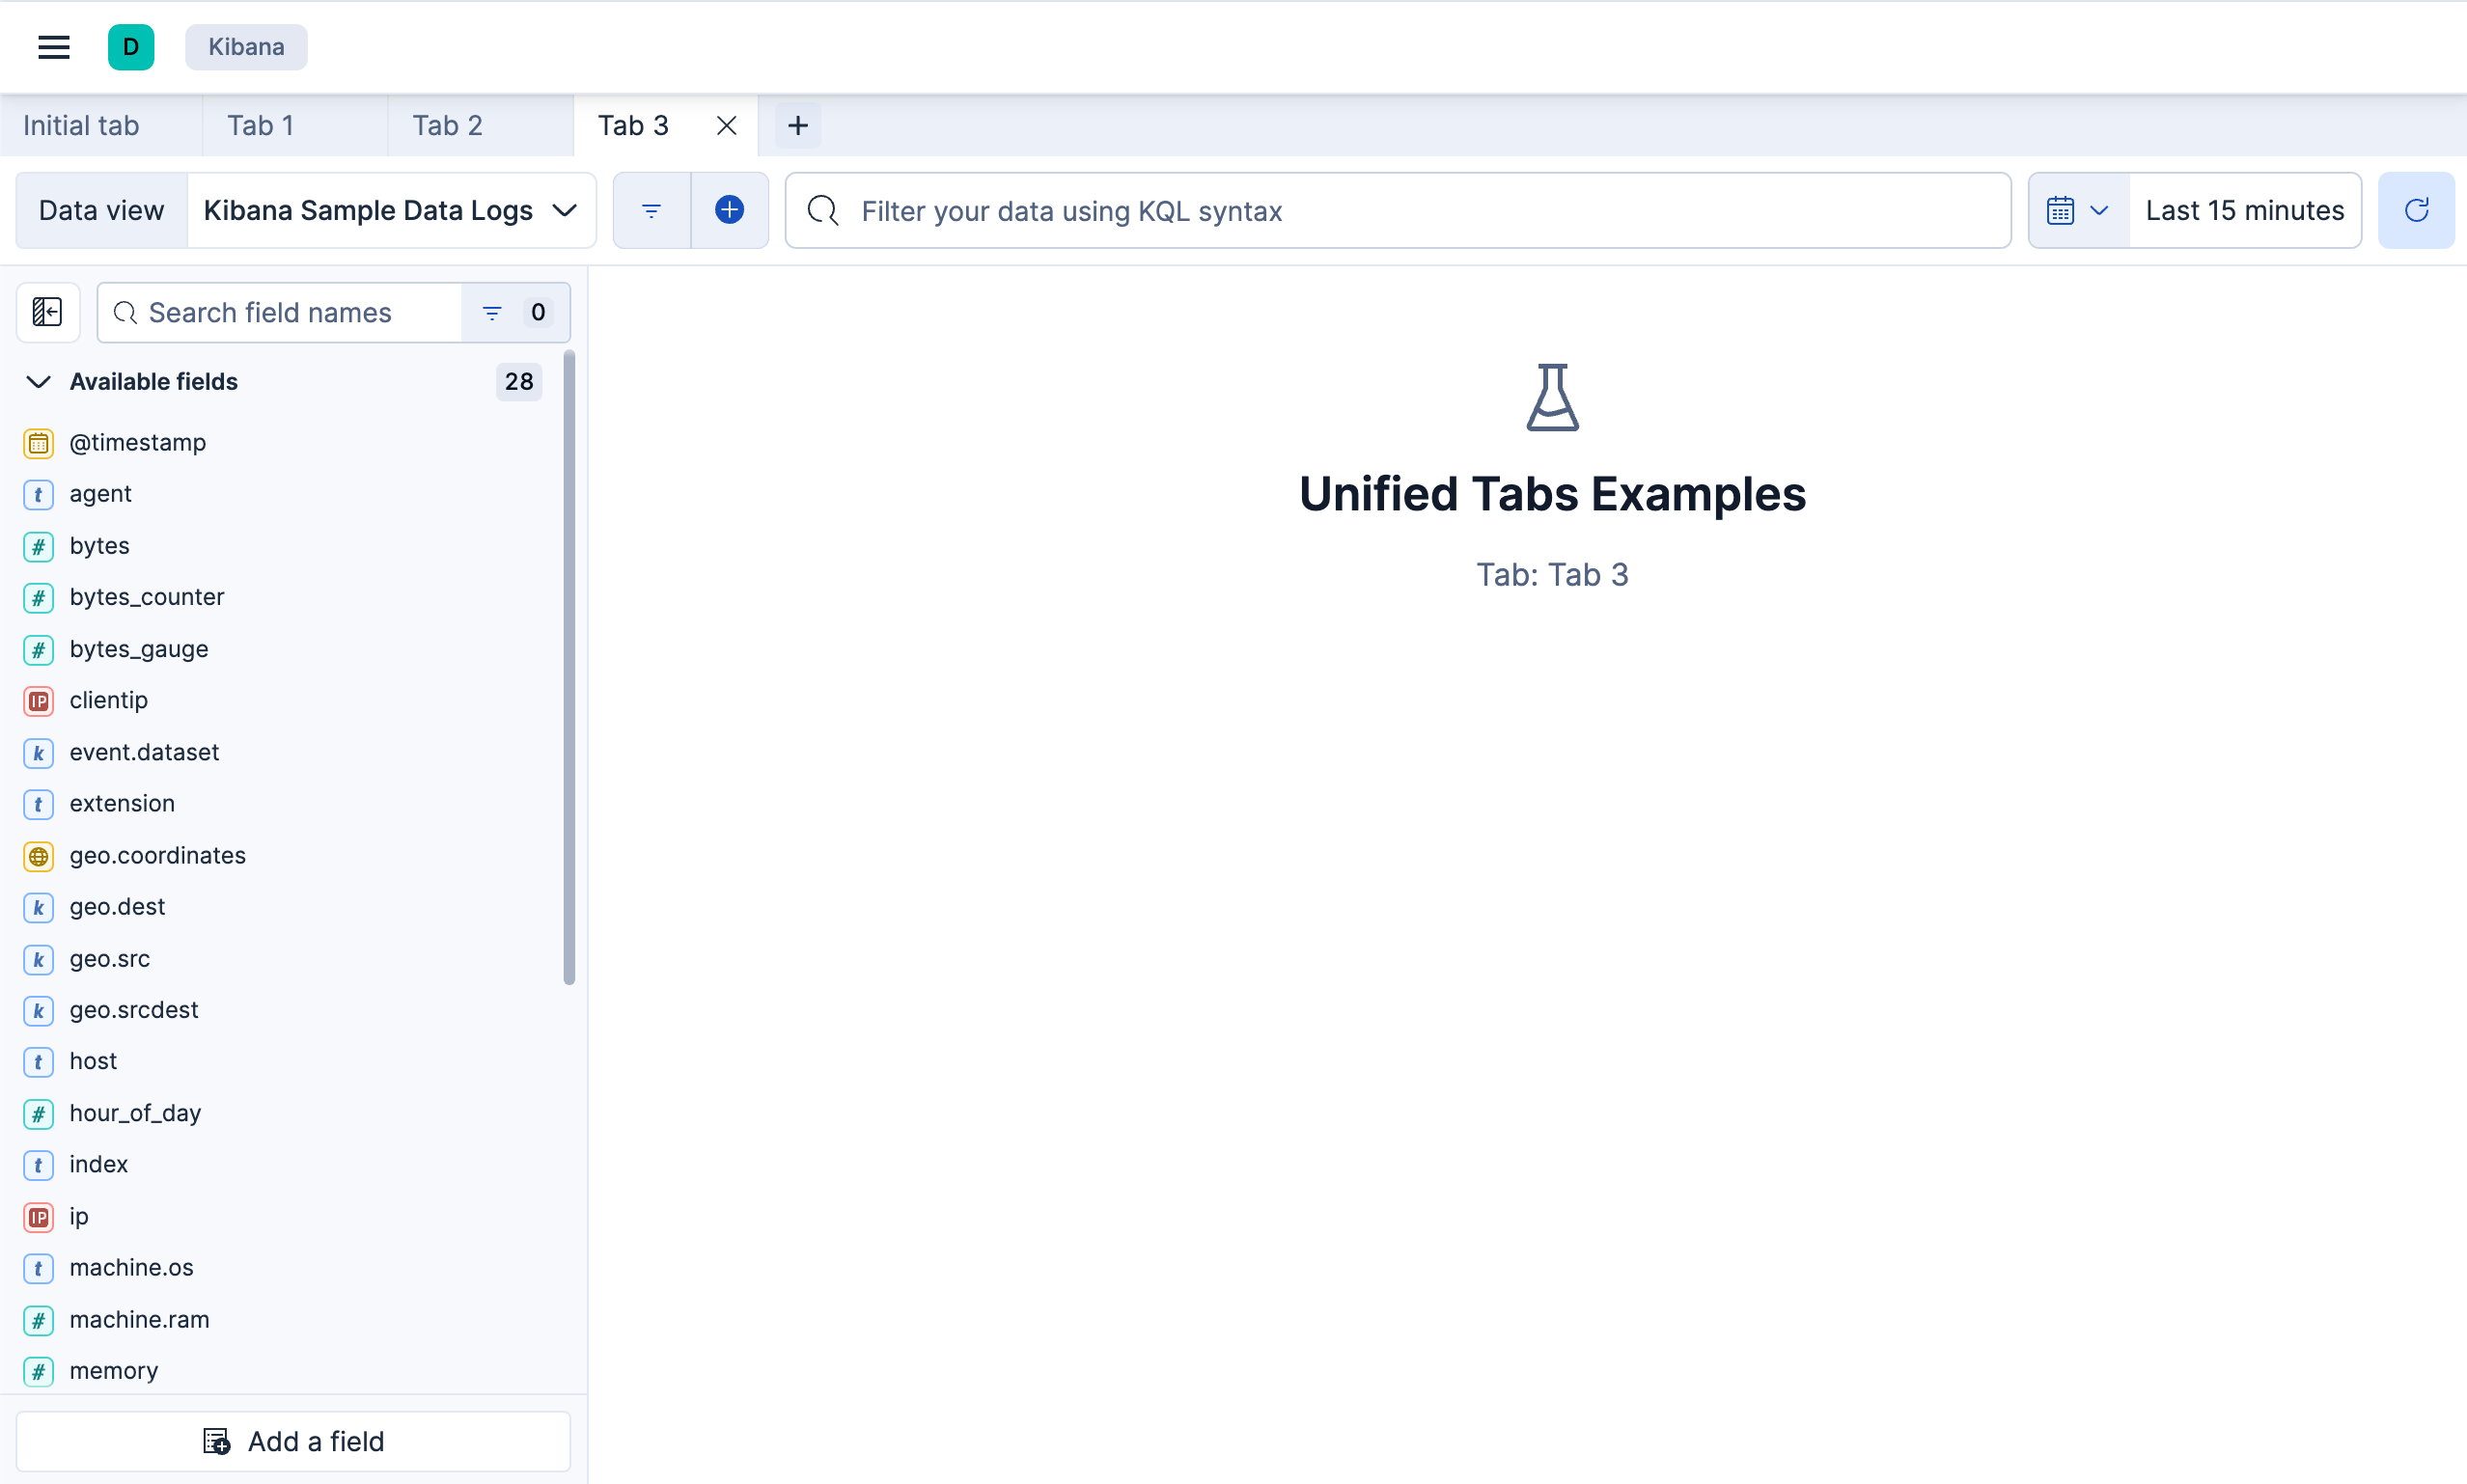 D Kibana
Initial tab Tab 1 Tab 2 Tab 3
Data view Kibana Sample Data Logs Filter your data using KQL syntax Last 15 minutes
Search field names 0
Available fields 28
@timestamp
t agent
# bytes
# bytes_counter
# bytes_gauge
IP clientip
k event.dataset
t extension
geo.coordinates
k geo.dest
k geo.src
k geo.srcdest
t host
# hour_of_day
t index
IP ip
t machine.os
# machine.ram
# memory
Add a field
Unified Tabs Examples
Tab: Tab 3